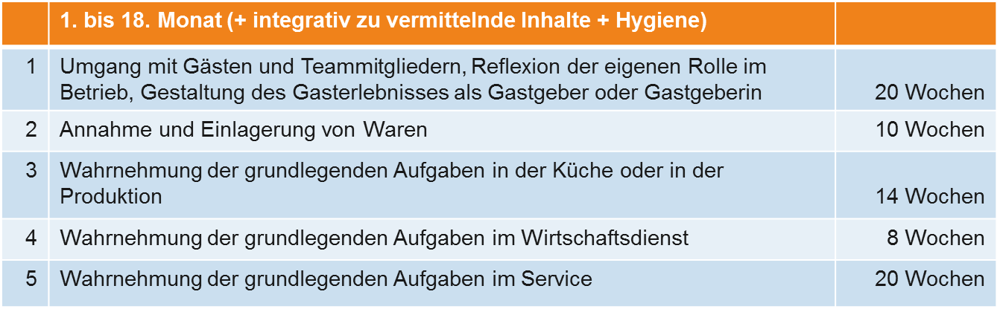 1. bis 18. Monat (+ integrativ zu vermittelnde Inhalte + Hygiene)
1 Umgang mit Gästen und Teammitgliedern, Reflexion der eigenen Rolle im
Betrieb, Gestaltung des Gasterlebnisses als Gastgeber oder Gastgeberin 20 Wochen
2 Annahme und Einlagerung von Waren 10 Wochen
3 Wahrnehmung der grundlegenden Aufgaben in der Küche oder in der
Produktion 14 Wochen
4 Wahrnehmung der grundlegenden Aufgaben im Wirtschaftsdienst 8 Wochen
5 Wahrnehmung der grundlegenden Aufgaben im Service 20 Wochen